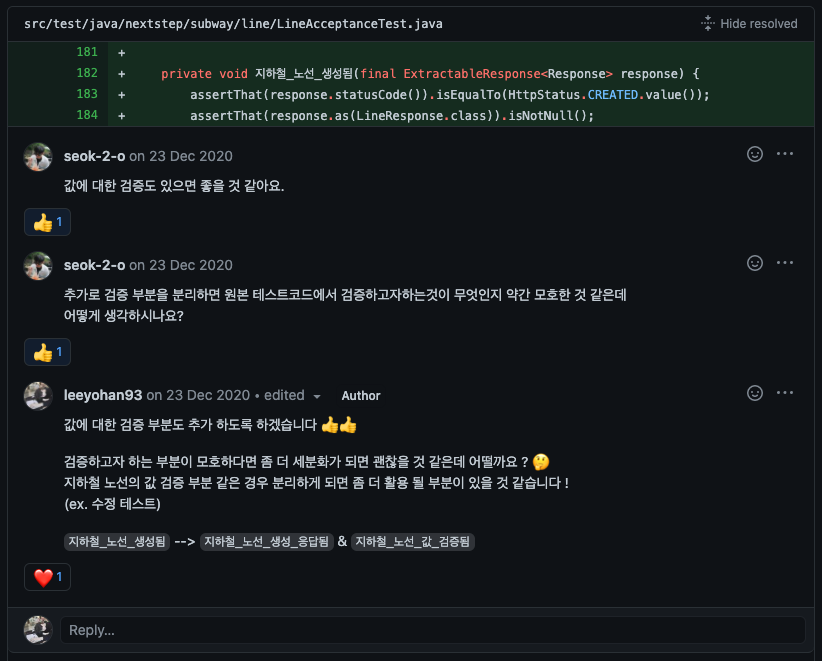 src/test/java/nextstep/subway/line/LineAcceptanceTest.java Hide resolved
181 +
182 + private void 지하철_노선_생성됨(final ExtractableResponse<Response> response) {
183 + assertThat(response.statusCode()).isEqualTo(HttpStatus.CREATED.value());
184 + assertThat(response.as(LineResponse.class)).isNotNull();
seok-2-o on 23 Dec 2020
값에 대한 검증도 있으면 좋을 것 같아요.
👍 1
seok-2-o on 23 Dec 2020
추가로 검증 부분을 분리하면 원본 테스트코드에서 검증하고자하는것이 무엇인지 약간 모호한 것 같은데
어떻게 생각하시나요?
👍 1
leeyohan93 on 23 Dec 2020 • edited Author
값에 대한 검증 부분도 추가 하도록 하겠습니다 👍👍
검증하고자 하는 부분이 모호하다면 좀 더 세분화가 되면 괜찮을 것 같은데 어떨까요 ? 🤔
지하철 노선의 값 검증 부분 같은 경우 분리하게 되면 좀 더 활용 될 부분이 있을 것 같습니다 !
(ex. 수정 테스트)
지하철_노선_생성됨 --> 지하철_노선_생성_응답됨 & 지하철_노선_값_검증됨
❤️ 1
Reply...